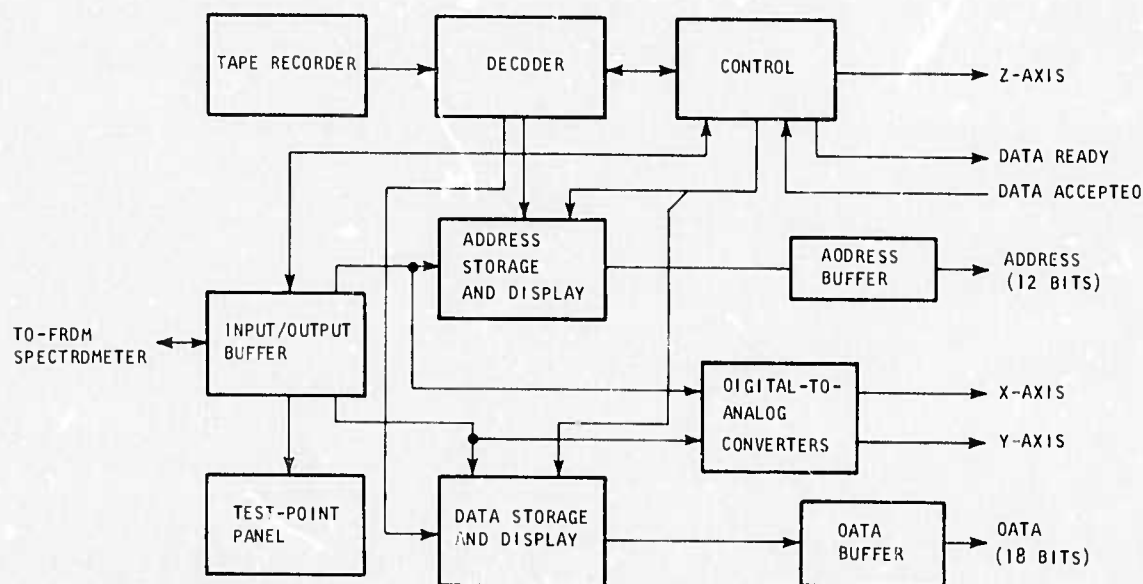 TAPE RECORDER
DECDDER
CONTROL
Z-AXIS
DATA READY
DATA ACCEPTEO
ADDRESS
STORAGE
AND DISPLAY
AODRESS
BUFFER
ADDRESS
(12 BITS)
TO-FRDM
SPECTRDMETER
INPUT/OUTPUT
BUFFER
OIGITAL-TO-
ANALOG
CONVERTERS
X-AXIS
Y-AXIS
TEST-POINT
PANEL
DATA STORAGE
AND DISPLAY
OATA
BUFFER
OATA
(18 BITS)